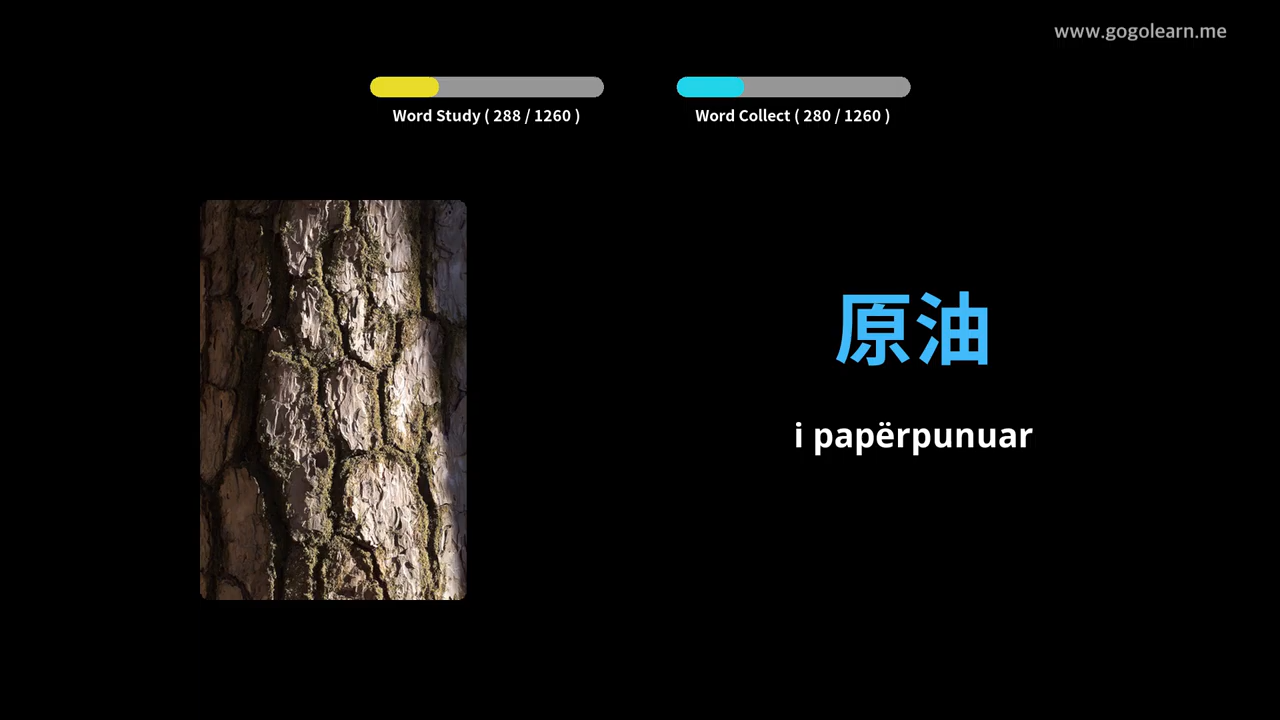 www.gogolearn.me
Word Study ( 288 / 1260 )
Word Collect ( 280 / 1260 )
原油
i papërpunuar